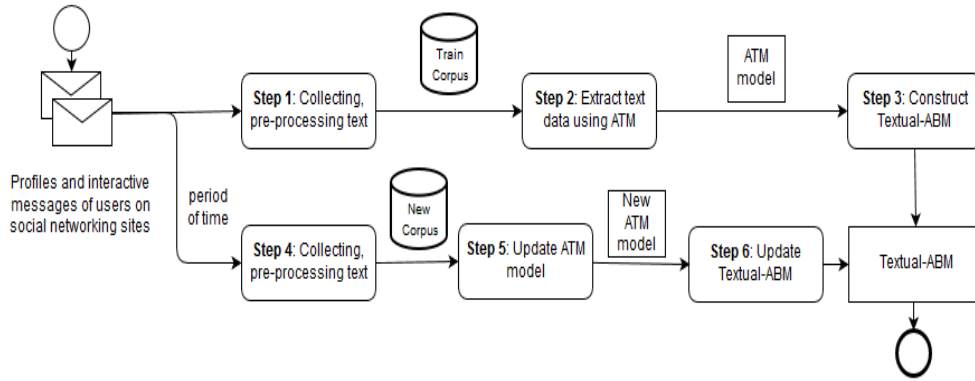 Train
Corpus
ATM
model
Step 1: Collecting,
pre-processing text
Step 2: Extract text
data using ATM
Step 3: Construct
Textual-ABM
Profiles and interactive
messages of users on
social networking sites
period
of time
New
Corpus
New
ATM
model
Step 4: Collecting,
pre-processing text
Step 5: Update ATM
model
Step 6: Update
Textual-ABM
Textual-ABM